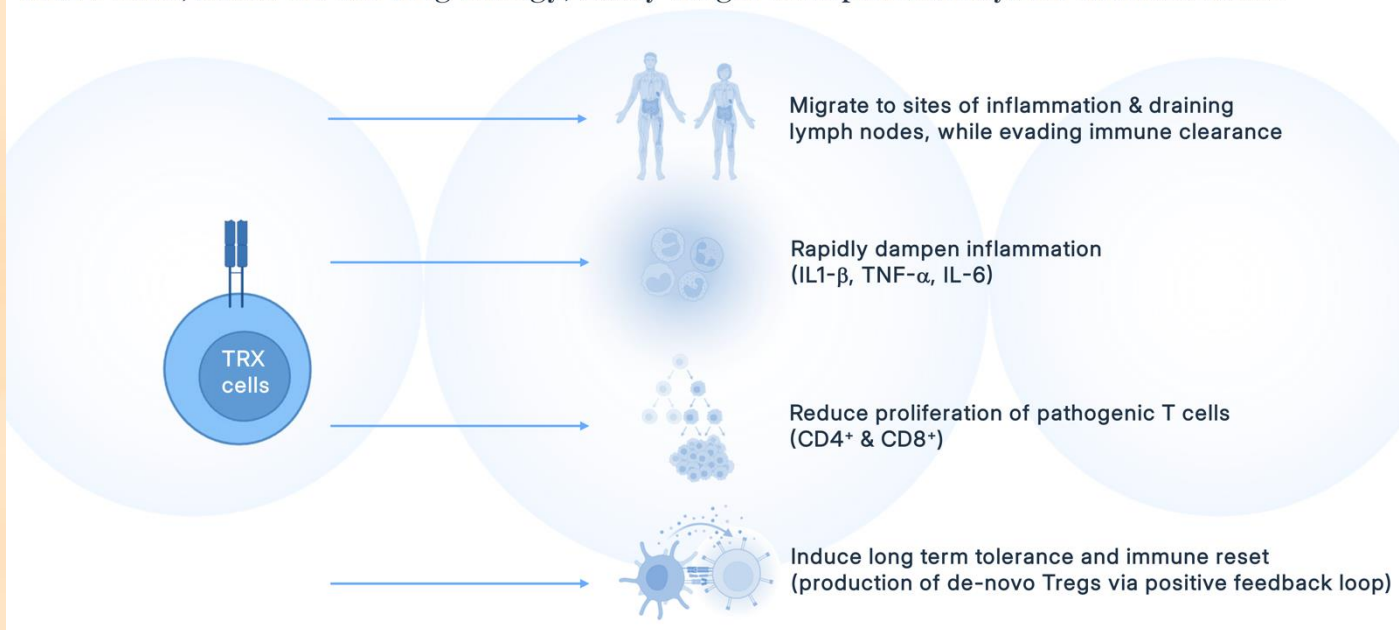 TRX
cells
Migrate to sites of inflammation & draining
lymph nodes, while evading immune clearance
Rapidly dampen inflammation
(IL1-β, TNF-α, IL-6)
Reduce proliferation of pathogenic T cells
(CD4⁺ & CD8⁺)
Induce long term tolerance and immune reset
(production of de-novo Tregs via positive feedback loop)